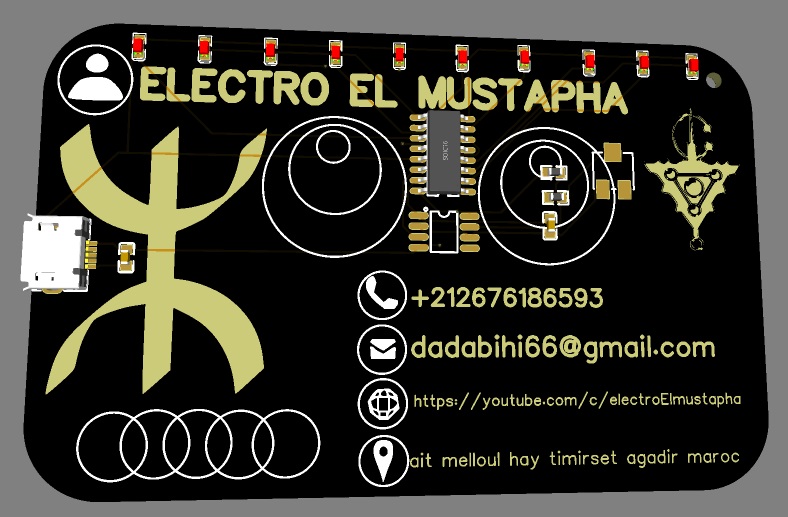 ELECTRO EL MUSTAPHA
+212676186593
dadabihi66@gmail.com
https://youtube.com/c/electroElmustapha
ait melloul hay timirset agadir maroc